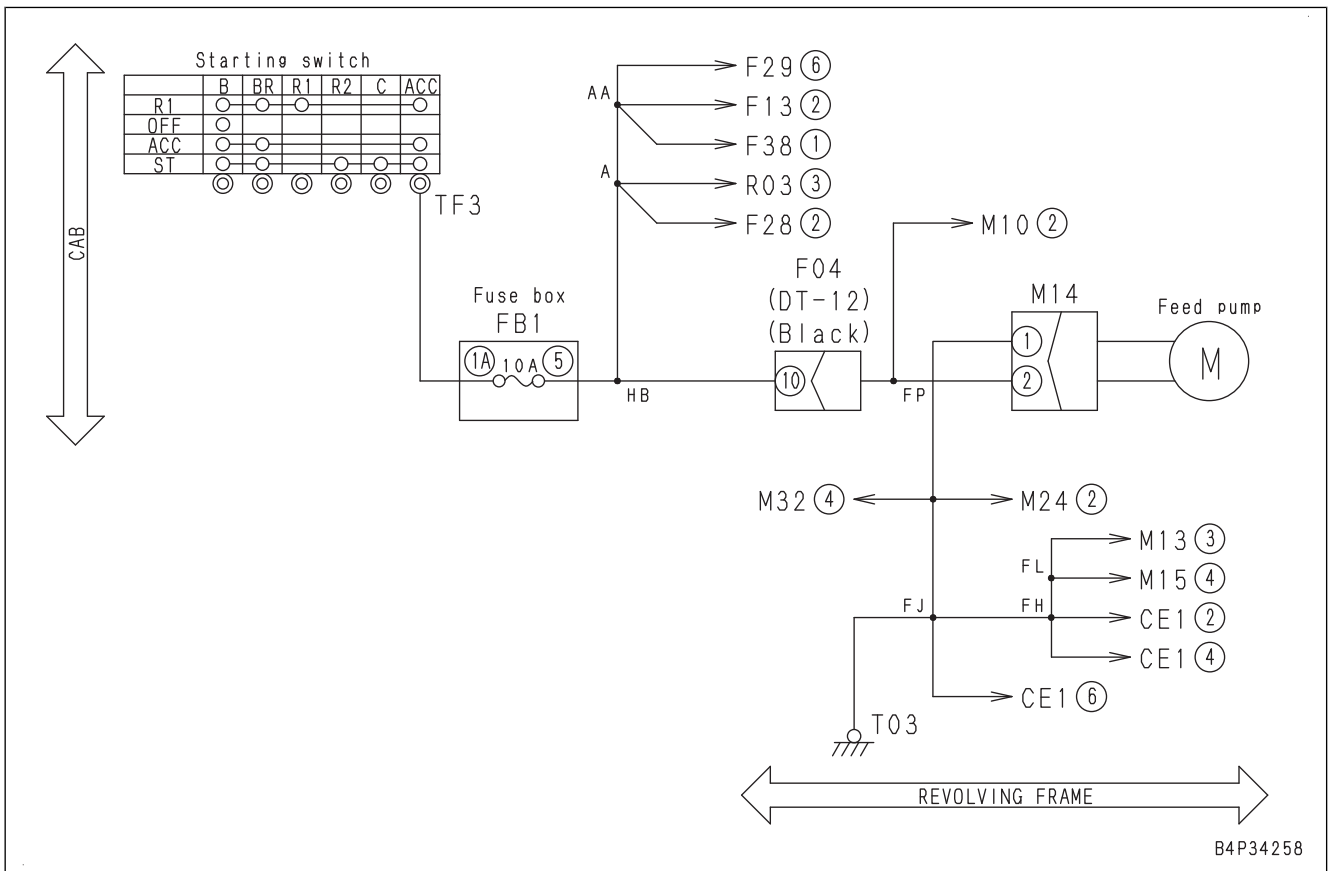 Starting switch
B BR R1 R2 C ACC
R1
OFF
ACC
ST
TF3
CAB
AA
F29 ⑥
F13 ②
F38 ①
A
R03 ③
F28 ②
M10 ②
Fuse box
FB1
1A 10A ⑤
HB
F04
(DT-12)
(Black)
⑩
FP
M14
①
②
Feed pump
M
M32 ④
M24 ②
M13 ③
FL
M15 ④
FJ
FH
CE1 ②
CE1 ④
CE1 ⑥
T03
REVOLVING FRAME
B4P34258